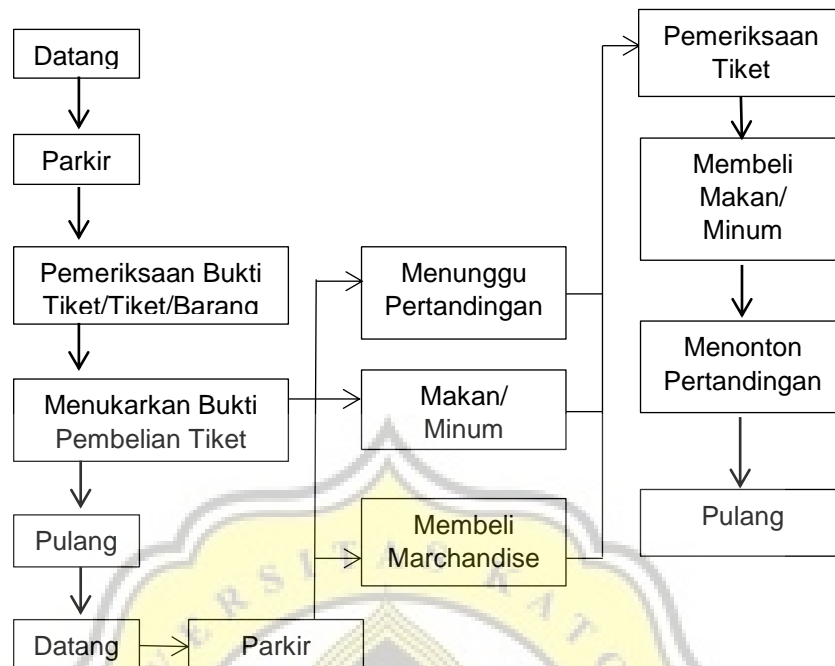 Datang
Parkir
Pemeriksaan Bukti
Tiket/Tiket/Barang
Menukarkan Bukti
Pembelian Tiket
Pulang
Datang
Parkir
Menunggu
Pertandingan
Makan/
Minum
Membeli
Marchandise
Pemeriksaan
Tiket
Membeli
Makan/
Minum
Menonton
Pertandingan
Pulang